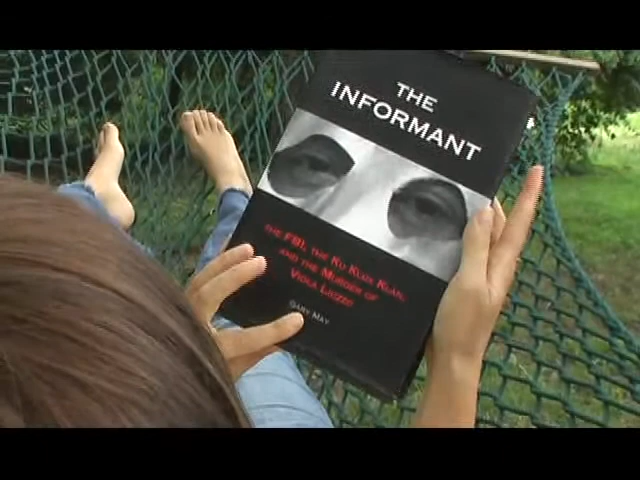 THE
INFORMANT
THE FBI, THE KU KLUX KLAN,
AND THE MURDER OF
VIOLA LIUZZO
GARY MAY